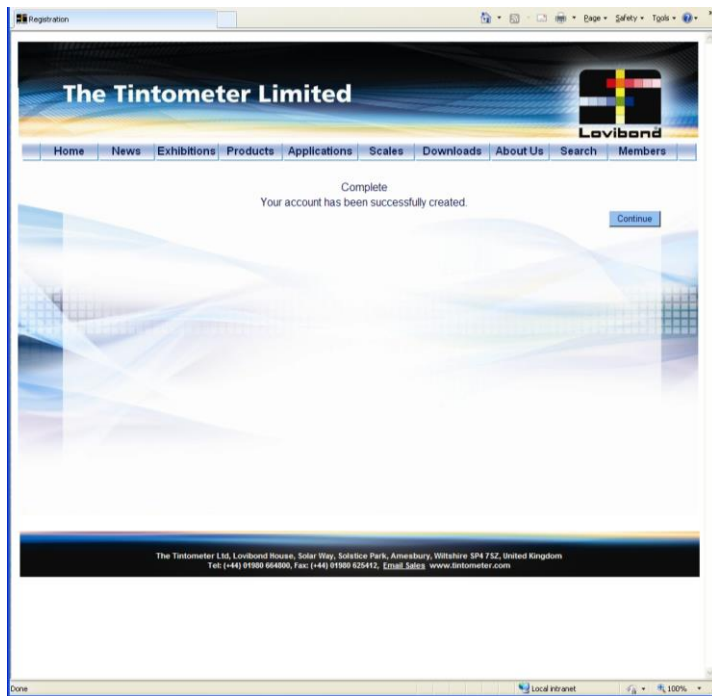 Registration
Page Safety Tools
The Tintometer Limited
Lovibond
Home News Exhibitions Products Applications Scales Downloads About Us Search Members
Complete
Your account has been successfully created.
Continue
The Tintometer Ltd, Lovibond House, Solar Way, Solstice Park, Amesbury, Wiltshire SP4 7SZ, United Kingdom
Tel: (+44) 01980 664800, Fax: (+44) 01980 625412, Email Sales www.tintometer.com
Done Local intranet 100%